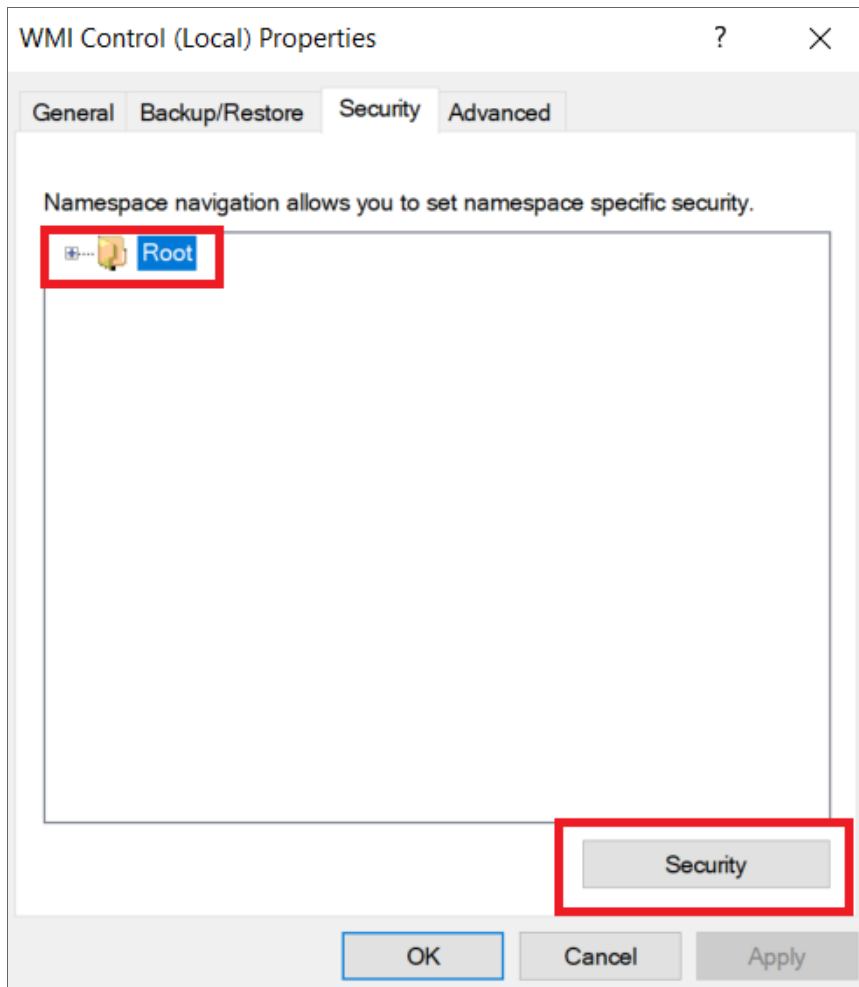 WMI Control (Local) Properties ?
General Backup/Restore Security Advanced
Namespace navigation allows you to set namespace specific security.
Root
Security
OK Cancel Apply